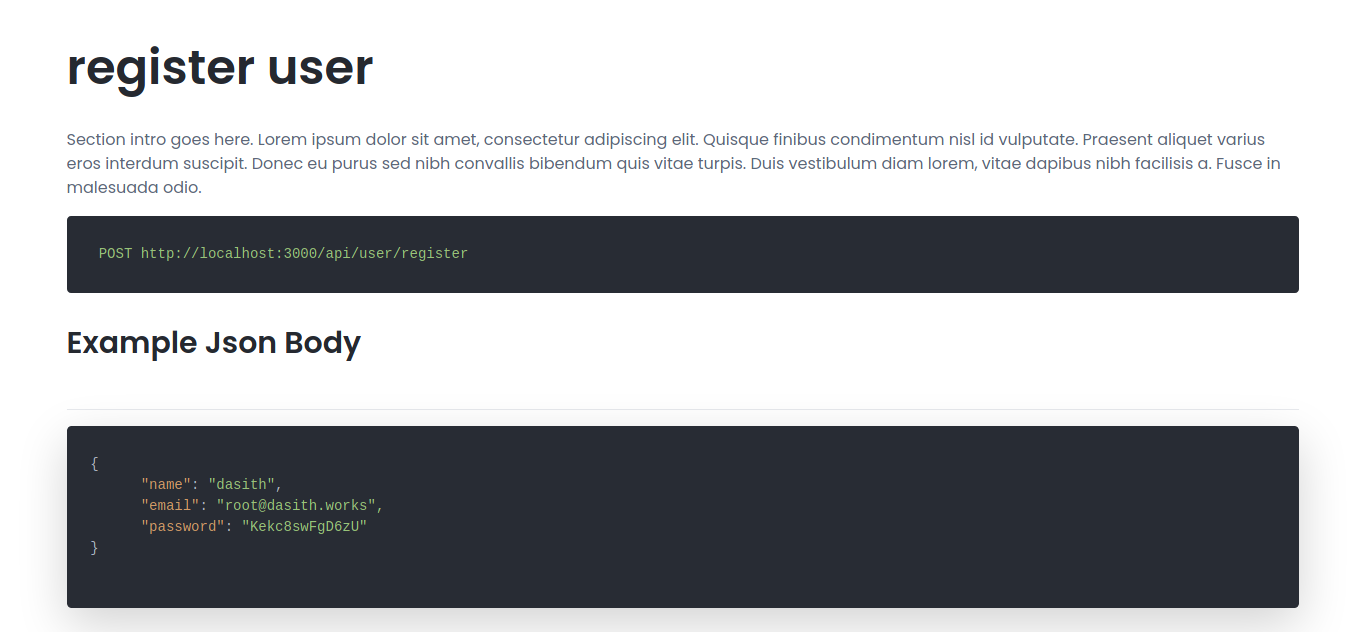 register user
Section intro goes here. Lorem ipsum dolor sit amet, consectetur adipiscing elit. Quisque finibus condimentum nisl id vulputate. Praesent aliquet varius
eros interdum suscipit. Donec eu purus sed nibh convallis bibendum quis vitae turpis. Duis vestibulum diam lorem, vitae dapibus nibh facilisis a. Fusce in
malesuada odio.
POST http://localhost:3000/api/user/register
Example Json Body
{
"name": "dasith",
"email": "root@dasith.works",
"password": "Kekc8swFgD6zU"
}